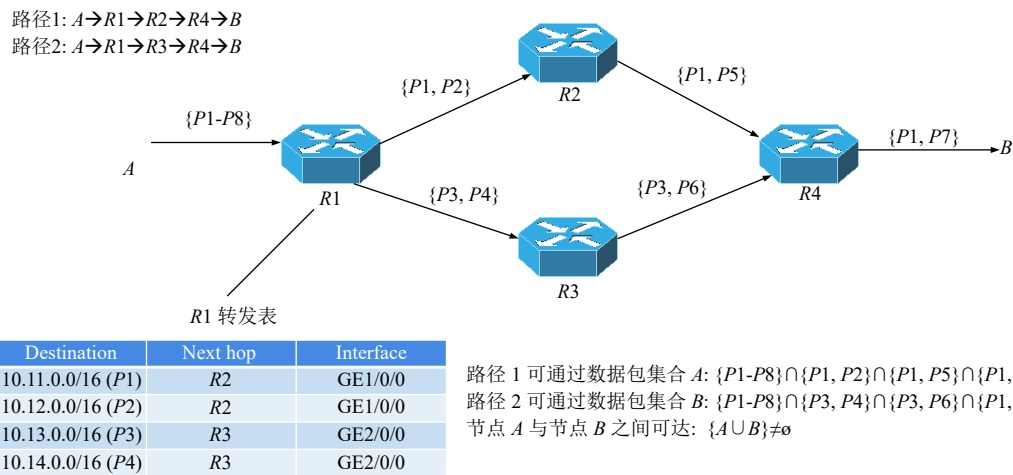 路径1: A→R1→R2→R4→B
路径2: A→R1→R3→R4→B
{P1-P8}
{P1, P2}
{P1, P5}
R2
{P1, P7}
A
B
R1
{P3, P4}
{P3, P6}
R4
R3
R1 转发表
Destination Next hop Interface
10.11.0.0/16 (P1) R2 GE1/0/0
10.12.0.0/16 (P2) R2 GE1/0/0
10.13.0.0/16 (P3) R3 GE2/0/0
10.14.0.0/16 (P4) R3 GE2/0/0
路径 1 可通过数据包集合 A: {P1-P8}∩{P1, P2}∩{P1, P5}∩{P1,
路径 2 可通过数据包集合 B: {P1-P8}∩{P3, P4}∩{P3, P6}∩{P1,
节点 A 与节点 B 之间可达: {A∪B}≠ø